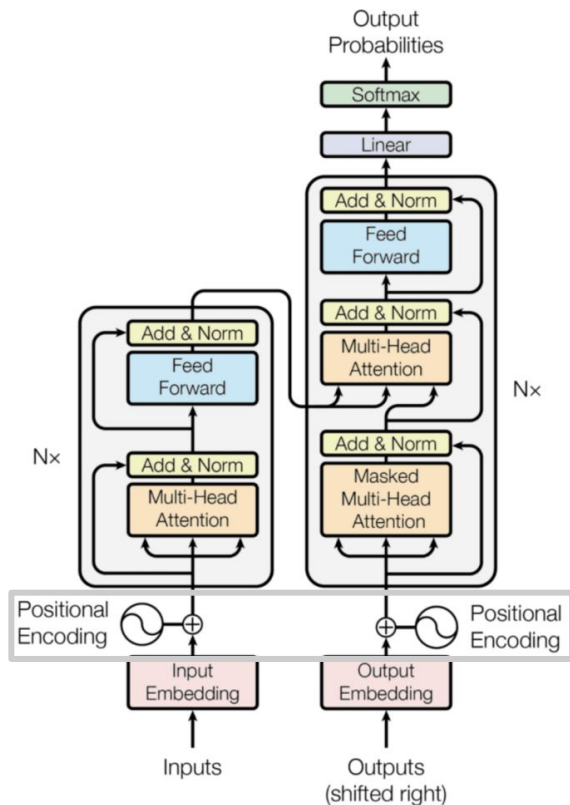 Output
Probabilities
Softmax
Linear
Add & Norm
Feed
Forward
Add & Norm
Multi-Head
Attention
Add & Norm
Masked
Multi-Head
Attention
Nx
Add & Norm
Feed
Forward
Add & Norm
Multi-Head
Attention
Nx
Positional
Encoding
Positional
Encoding
Input
Embedding
Output
Embedding
Inputs
Outputs
(shifted right)